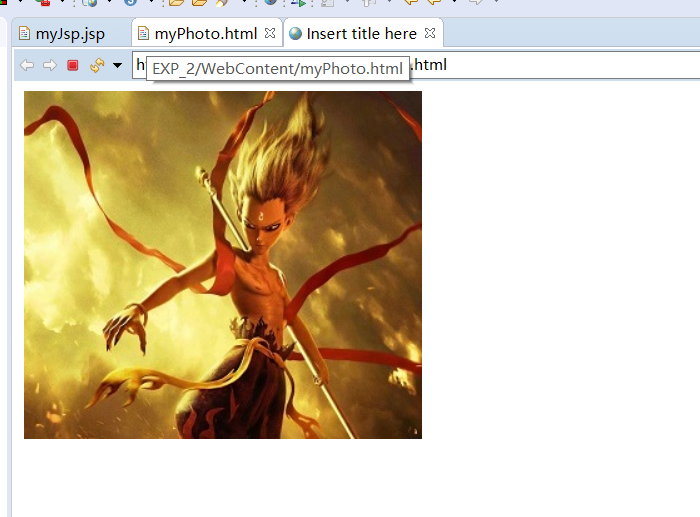 myJsp.jsp
myPhoto.html
Insert title here
h
EXP_2/WebContent/myPhoto.html
.html